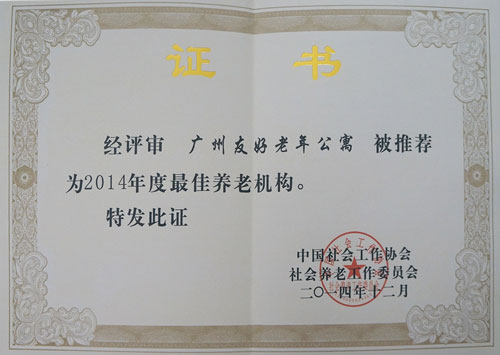 证书
经评审 广州友好老年公寓 被推荐
为2014年度最佳养老机构。
特发此证
中国社会工作协会
社会养老工作委员会
二〇一四年十二月